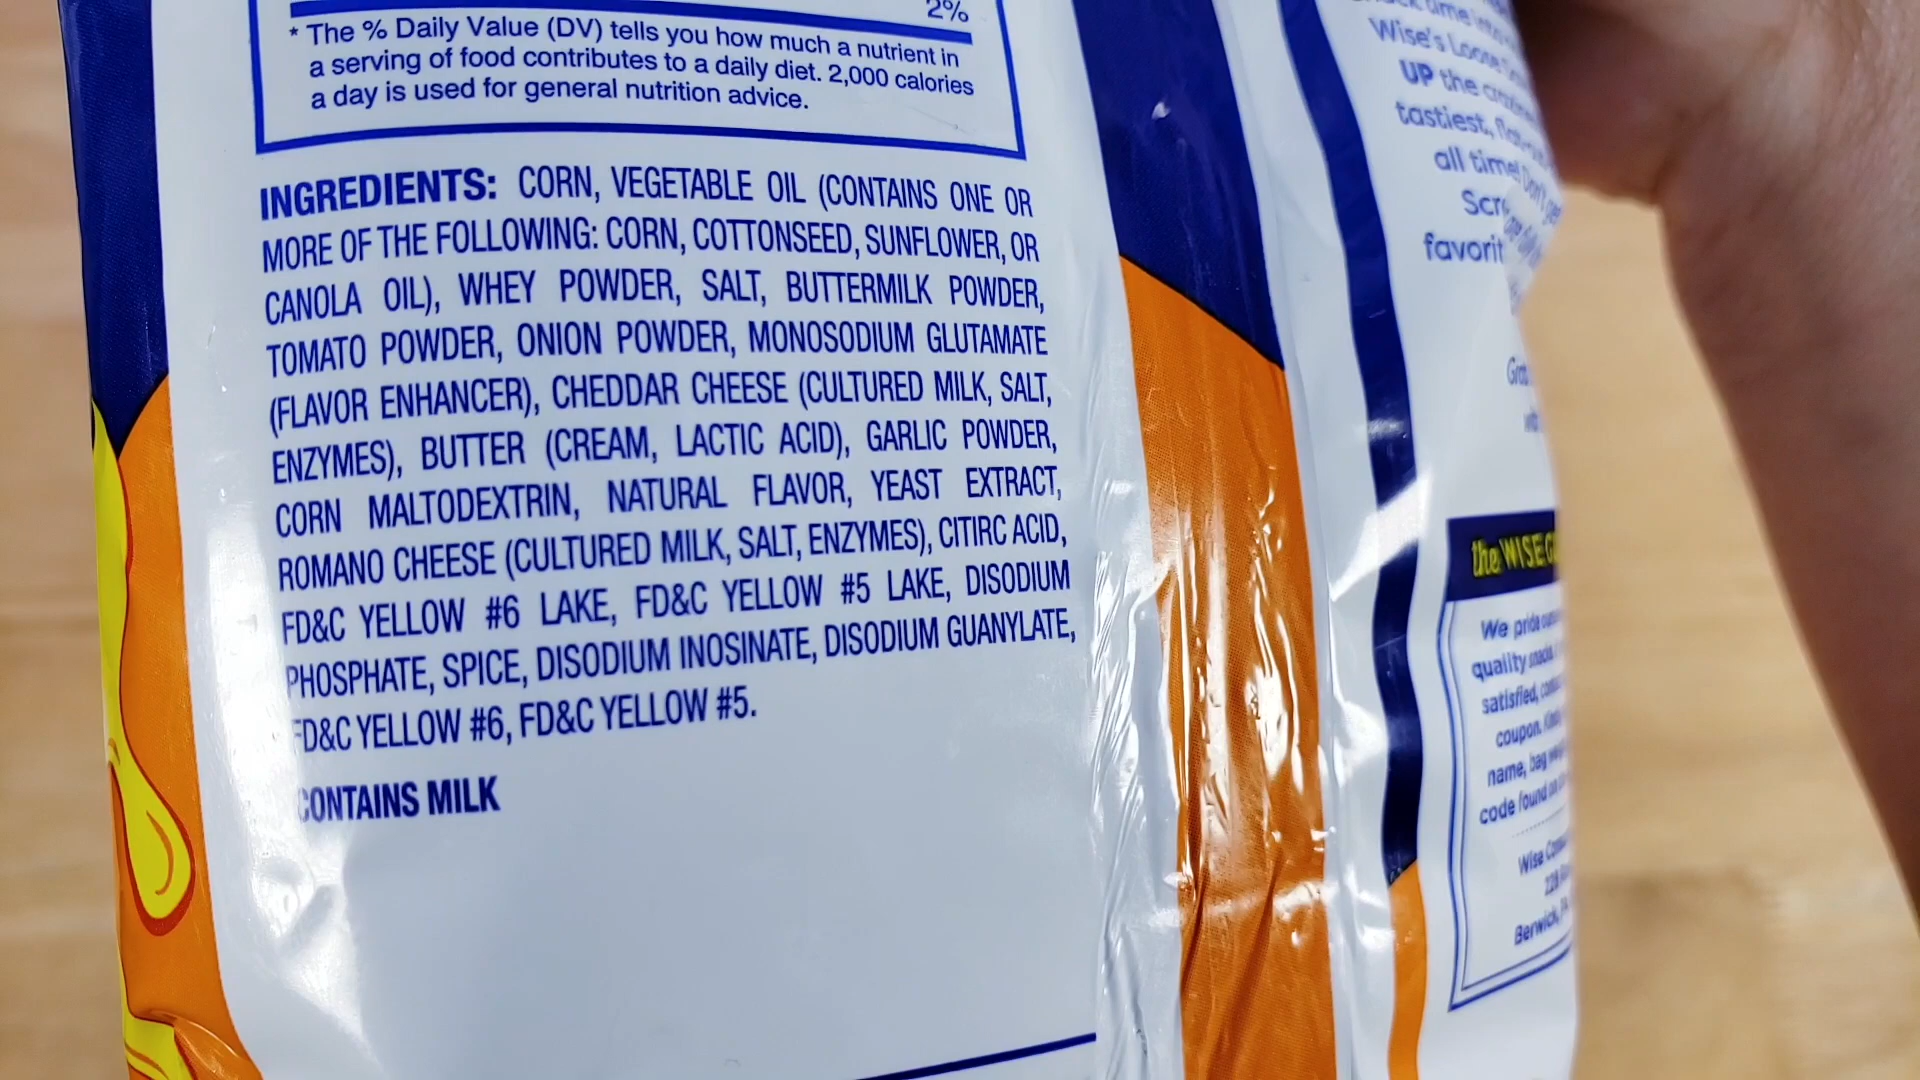 2%
* The % Daily Value (DV) tells you how much a nutrient in
a serving of food contributes to a daily diet. 2,000 calories
a day is used for general nutrition advice.
INGREDIENTS: CORN, VEGETABLE OIL (CONTAINS ONE OR
MORE OF THE FOLLOWING: CORN, COTTONSEED, SUNFLOWER, OR
CANOLA OIL), WHEY POWDER, SALT, BUTTERMILK POWDER,
TOMATO POWDER, ONION POWDER, MONOSODIUM GLUTAMATE
(FLAVOR ENHANCER), CHEDDAR CHEESE (CULTURED MILK, SALT,
ENZYMES), BUTTER (CREAM, LACTIC ACID), GARLIC POWDER,
CORN MALTODEXTRIN, NATURAL FLAVOR, YEAST EXTRACT,
ROMANO CHEESE (CULTURED MILK, SALT, ENZYMES), CITIRC ACID,
FD&C YELLOW #6 LAKE, FD&C YELLOW #5 LAKE, DISODIUM
PHOSPHATE, SPICE, DISODIUM INOSINATE, DISODIUM GUANYLATE,
FD&C YELLOW #6, FD&C YELLOW #5.
CONTAINS MILK
time
Wise's Loose
UP the
tastiest,
all time! Don't
favorit
the WISE
We pride
quality snacks
satisfied,
coupon.
name, bag
code found on
Wise
Berwick,